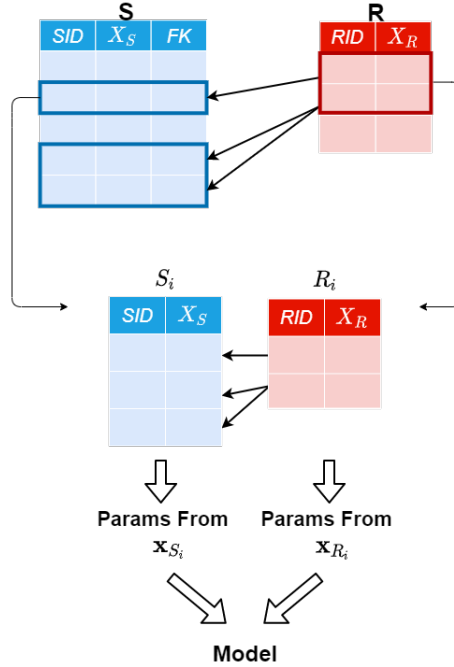 S R
SID X_S FK RID X_R
S_i R_i
SID X_S RID X_R
Params From Params From
x_{S_i} x_{R_i}
Model